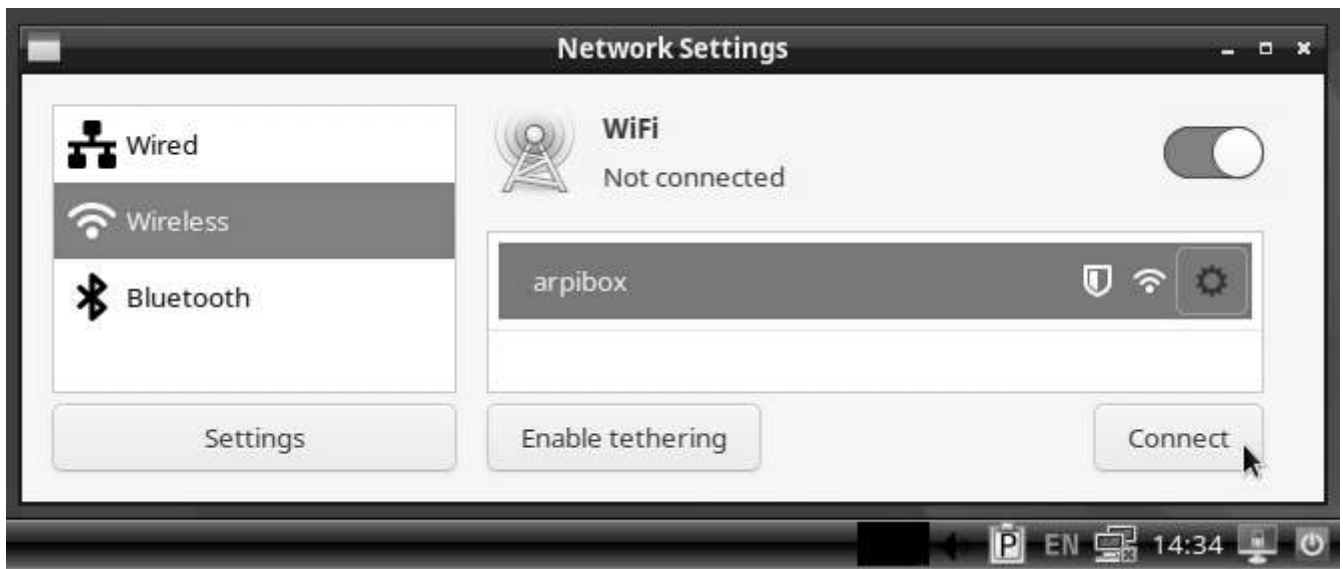 Network Settings
Wired
Wireless
Bluetooth
Settings
WiFi
Not connected
arpibox
Enable tethering
Connect
P EN 14:34